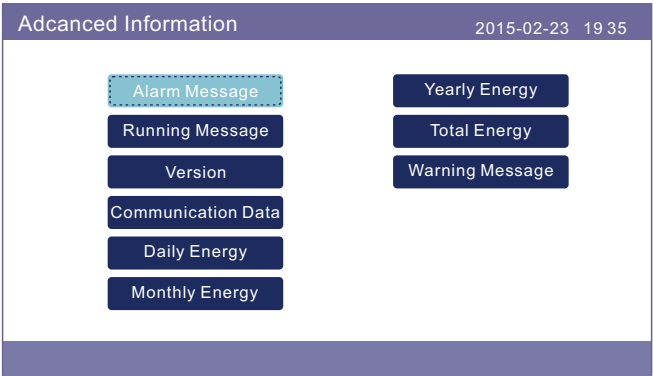 Adcanced Information
2015-02-23 19 35
Alarm Message
Running Message
Version
Communication Data
Daily Energy
Monthly Energy
Yearly Energy
Total Energy
Warning Message